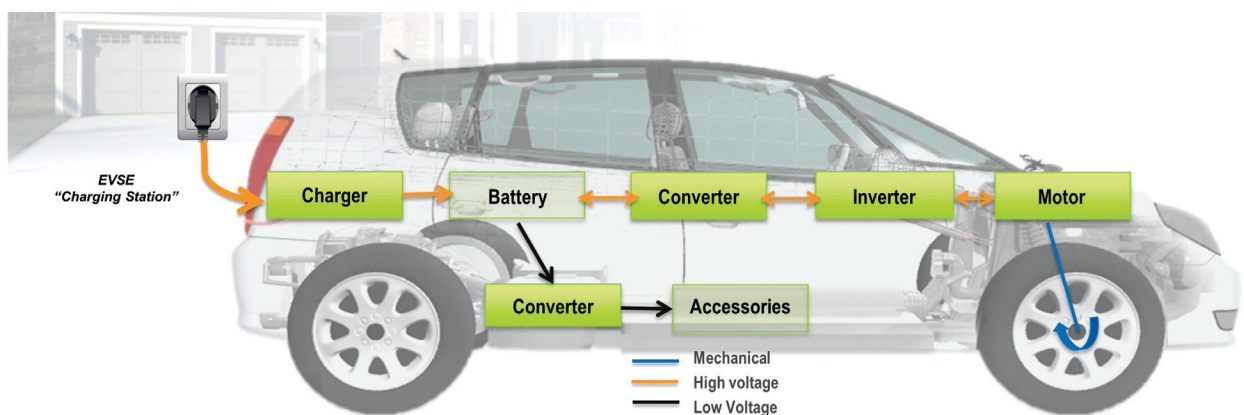 EVSE
“Charging Station”
Charger
Battery
Converter
Inverter
Motor
Converter
Accessories
Mechanical
High voltage
Low Voltage